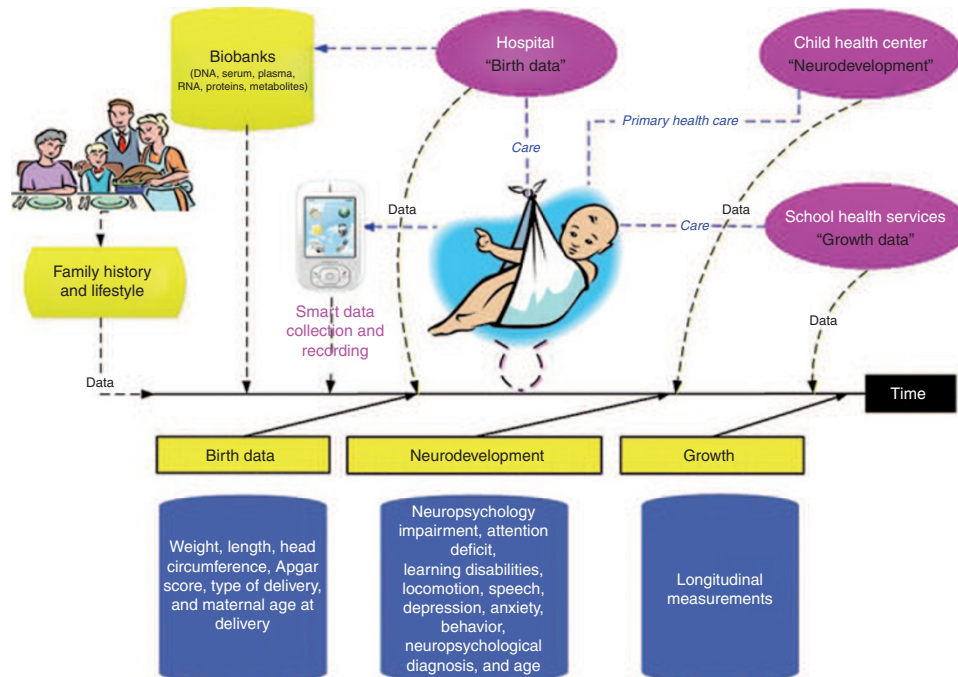 Biobanks
(DNA, serum, plasma,
RNA, proteins, metabolites)
Hospital
"Birth data"
Child health center
"Neurodevelopment"
Primary health care
Care
Data
Data
School health services
"Growth data"
Care
Family history
and lifestyle
Smart data
collection and
recording
Data
Data
Time
Birth data
Neurodevelopment
Growth
Weight, length, head
circumference, Apgar
score, type of delivery,
and maternal age at
delivery
Neuropsychology
impairment, attention
deficit,
learning disabilities,
locomotion, speech,
depression, anxiety,
behavior,
neuropsychological
diagnosis, and age
Longitudinal
measurements